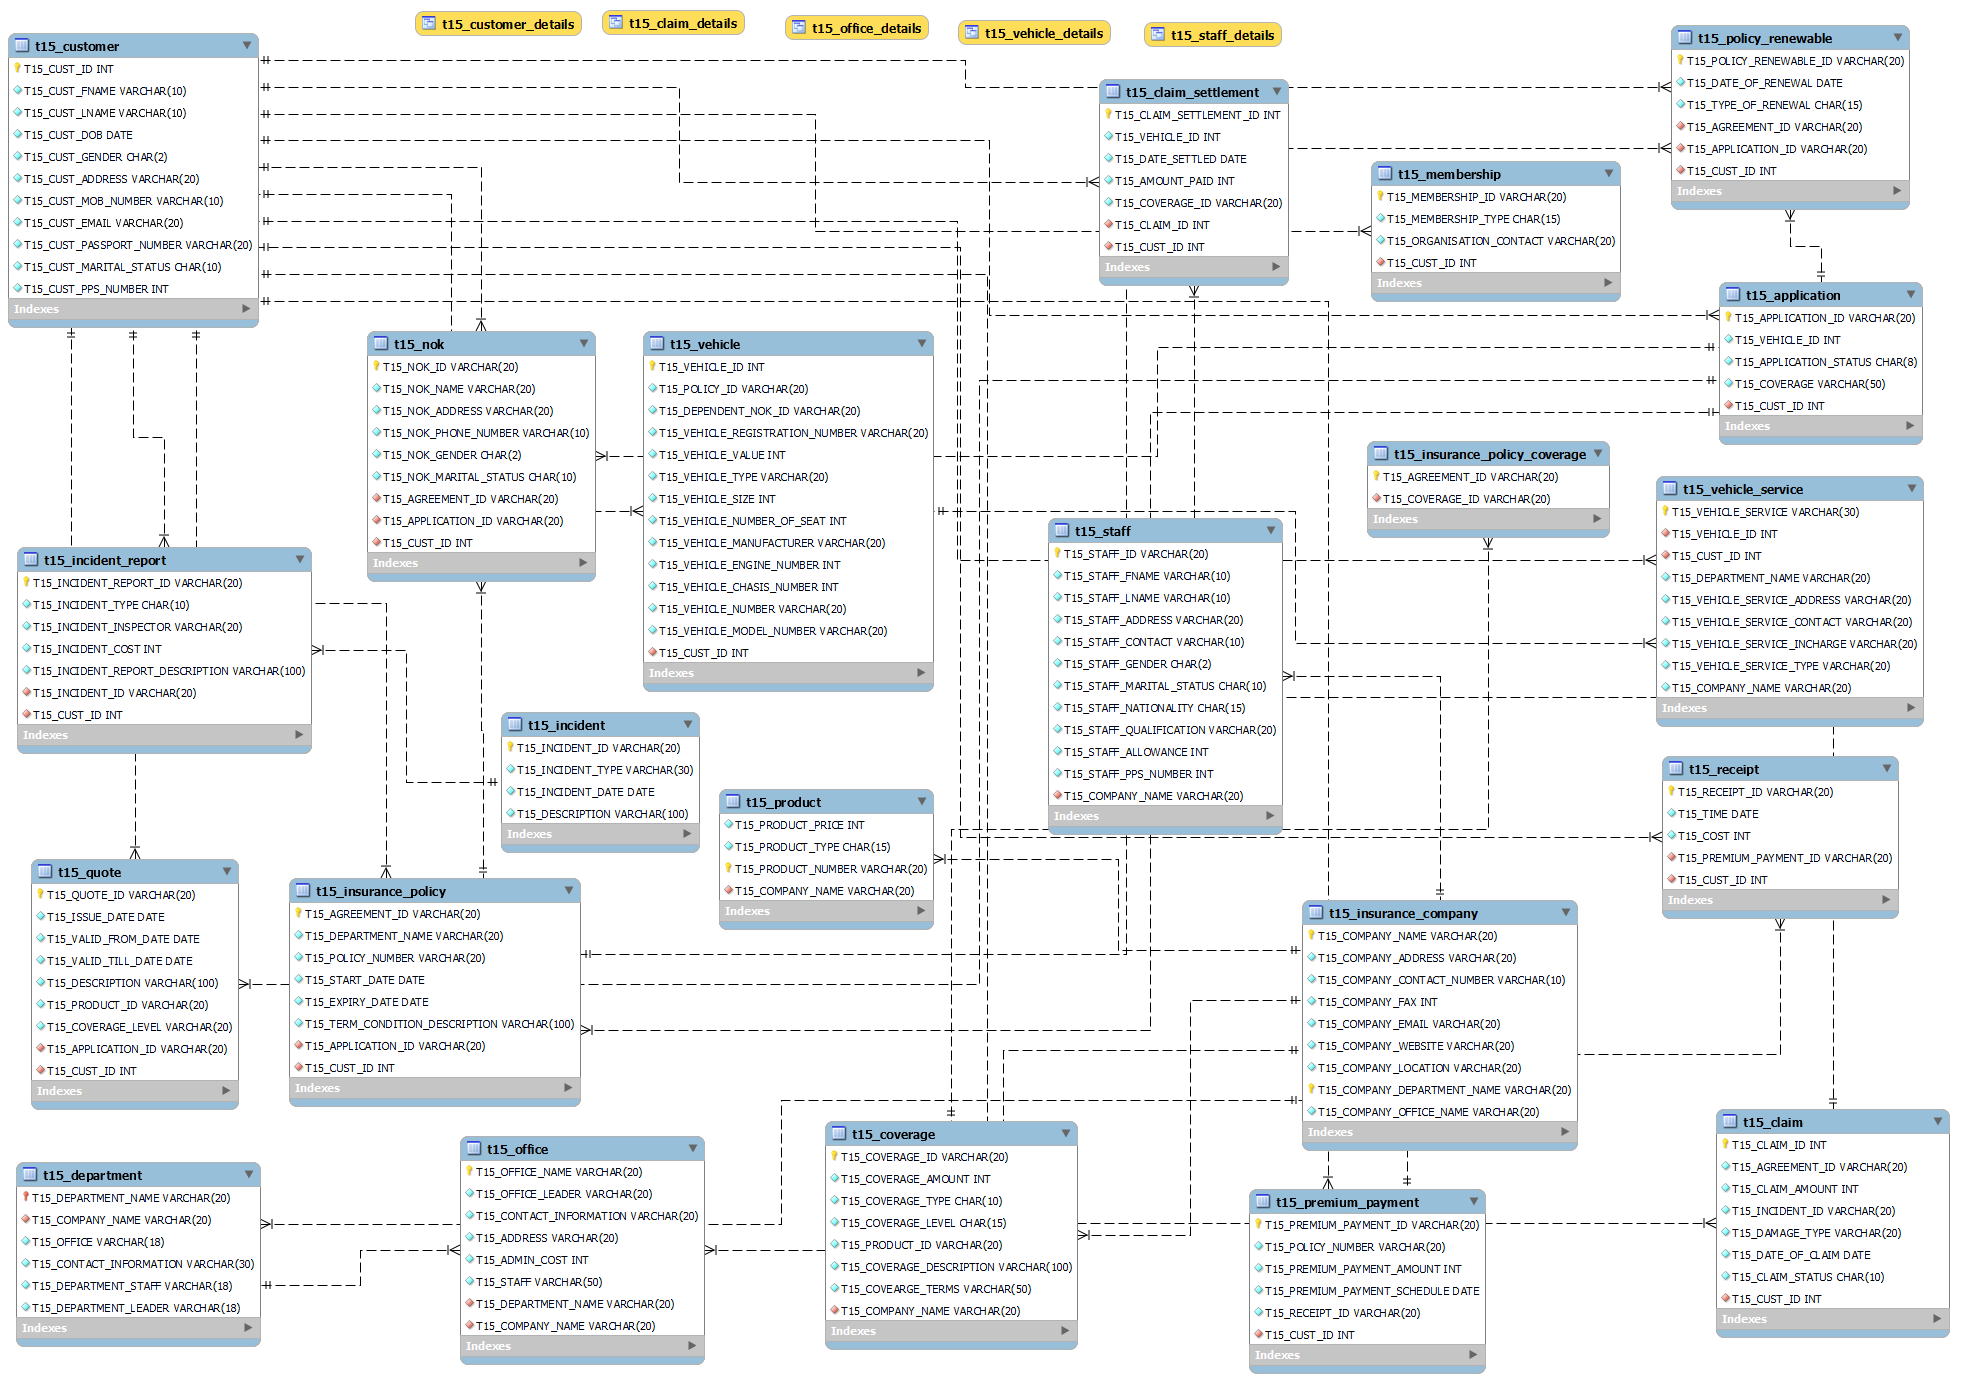 t15_customer_details
t15_claim_details
t15_office_details
t15_vehicle_details
t15_staff_details
t15_customer
T15_CUST_ID INT
T15_CUST_FNAME VARCHAR(10)
T15_CUST_LNAME VARCHAR(10)
T15_CUST_DOB DATE
T15_CUST_GENDER CHAR(2)
T15_CUST_ADDRESS VARCHAR(20)
T15_CUST_MOB_NUMBER VARCHAR(10)
T15_CUST_EMAIL VARCHAR(20)
T15_CUST_PASSPORT_NUMBER VARCHAR(20)
T15_CUST_MARITAL_STATUS CHAR(10)
T15_CUST_PPS_NUMBER INT
Indexes
t15_claim_settlement
T15_CLAIM_SETTLEMENT_ID INT
T15_VEHICLE_ID INT
T15_DATE_SETTLED DATE
T15_AMOUNT_PAID INT
T15_COVERAGE_ID VARCHAR(20)
T15_CLAIM_ID INT
T15_CUST_ID INT
Indexes
t15_policy_renewable
T15_POLICY_RENEWABLE_ID VARCHAR(20)
T15_DATE_OF_RENEWAL DATE
T15_TYPE_OF_RENEWAL CHAR(15)
T15_AGREEMENT_ID VARCHAR(20)
T15_APPLICATION_ID VARCHAR(20)
T15_CUST_ID INT
Indexes
t15_membership
T15_MEMBERSHIP_ID VARCHAR(20)
T15_MEMBERSHIP_TYPE CHAR(15)
T15_ORGANISATION_CONTACT VARCHAR(20)
T15_CUST_ID INT
Indexes
t15_application
T15_APPLICATION_ID VARCHAR(20)
T15_VEHICLE_ID INT
T15_APPLICATION_STATUS CHAR(8)
T15_COVERAGE VARCHAR(50)
T15_CUST_ID INT
Indexes
t15_nok
T15_NOK_ID VARCHAR(20)
T15_NOK_NAME VARCHAR(20)
T15_NOK_ADDRESS VARCHAR(20)
T15_NOK_PHONE_NUMBER VARCHAR(10)
T15_NOK_GENDER CHAR(2)
T15_NOK_MARITAL_STATUS CHAR(10)
T15_AGREEMENT_ID VARCHAR(20)
T15_APPLICATION_ID VARCHAR(20)
T15_CUST_ID INT
Indexes
t15_vehicle
T15_VEHICLE_ID INT
T15_POLICY_ID VARCHAR(20)
T15_DEPENDENT_NOK_ID VARCHAR(20)
T15_VEHICLE_REGISTRATION_NUMBER VARCHAR(20)
T15_VEHICLE_VALUE INT
T15_VEHICLE_TYPE VARCHAR(20)
T15_VEHICLE_SIZE INT
T15_VEHICLE_NUMBER_OF_SEAT INT
T15_VEHICLE_MANUFACTURER VARCHAR(20)
T15_VEHICLE_ENGINE_NUMBER INT
T15_VEHICLE_CHASIS_NUMBER INT
T15_VEHICLE_NUMBER VARCHAR(20)
T15_VEHICLE_MODEL_NUMBER VARCHAR(20)
T15_CUST_ID INT
Indexes
t15_insurance_policy_coverage
T15_AGREEMENT_ID VARCHAR(20)
T15_COVERAGE_ID VARCHAR(20)
Indexes
t15_vehicle_service
T15_VEHICLE_SERVICE VARCHAR(30)
T15_VEHICLE_ID INT
T15_CUST_ID INT
T15_DEPARTMENT_NAME VARCHAR(20)
T15_VEHICLE_SERVICE_ADDRESS VARCHAR(20)
T15_VEHICLE_SERVICE_CONTACT VARCHAR(20)
T15_VEHICLE_SERVICE_INCHARGE VARCHAR(20)
T15_VEHICLE_SERVICE_TYPE VARCHAR(20)
T15_COMPANY_NAME VARCHAR(20)
Indexes
t15_staff
T15_STAFF_ID VARCHAR(20)
T15_STAFF_FNAME VARCHAR(10)
T15_STAFF_LNAME VARCHAR(10)
T15_STAFF_ADDRESS VARCHAR(20)
T15_STAFF_CONTACT VARCHAR(10)
T15_STAFF_GENDER CHAR(2)
T15_STAFF_MARITAL_STATUS CHAR(10)
T15_STAFF_NATIONALITY CHAR(15)
T15_STAFF_QUALIFICATION VARCHAR(20)
T15_STAFF_ALLOWANCE INT
T15_STAFF_PPS_NUMBER INT
T15_COMPANY_NAME VARCHAR(20)
Indexes
t15_incident_report
T15_INCIDENT_REPORT_ID VARCHAR(20)
T15_INCIDENT_TYPE CHAR(10)
T15_INCIDENT_INSPECTOR VARCHAR(20)
T15_INCIDENT_COST INT
T15_INCIDENT_REPORT_DESCRIPTION VARCHAR(100)
T15_INCIDENT_ID VARCHAR(20)
T15_CUST_ID INT
Indexes
t15_incident
T15_INCIDENT_ID VARCHAR(20)
T15_INCIDENT_TYPE VARCHAR(30)
T15_INCIDENT_DATE DATE
T15_DESCRIPTION VARCHAR(100)
Indexes
t15_product
T15_PRODUCT_PRICE INT
T15_PRODUCT_TYPE CHAR(15)
T15_PRODUCT_NUMBER VARCHAR(20)
T15_COMPANY_NAME VARCHAR(20)
Indexes
t15_receipt
T15_RECEIPT_ID VARCHAR(20)
T15_TIME DATE
T15_COST INT
T15_PREMIUM_PAYMENT_ID VARCHAR(20)
T15_CUST_ID INT
Indexes
t15_quote
T15_QUOTE_ID VARCHAR(20)
T15_ISSUE_DATE DATE
T15_VALID_FROM_DATE DATE
T15_VALID_TILL_DATE DATE
T15_DESCRIPTION VARCHAR(100)
T15_PRODUCT_ID VARCHAR(20)
T15_COVERAGE_LEVEL VARCHAR(20)
T15_APPLICATION_ID VARCHAR(20)
T15_CUST_ID INT
Indexes
t15_insurance_policy
T15_AGREEMENT_ID VARCHAR(20)
T15_DEPARTMENT_NAME VARCHAR(20)
T15_POLICY_NUMBER VARCHAR(20)
T15_START_DATE DATE
T15_EXPIRY_DATE DATE
T15_TERM_CONDITION_DESCRIPTION VARCHAR(100)
T15_APPLICATION_ID VARCHAR(20)
T15_CUST_ID INT
Indexes
t15_insurance_company
T15_COMPANY_NAME VARCHAR(20)
T15_COMPANY_ADDRESS VARCHAR(20)
T15_COMPANY_CONTACT_NUMBER VARCHAR(10)
T15_COMPANY_FAX INT
T15_COMPANY_EMAIL VARCHAR(20)
T15_COMPANY_WEBSITE VARCHAR(20)
T15_COMPANY_LOCATION VARCHAR(20)
T15_COMPANY_DEPARTMENT_NAME VARCHAR(20)
T15_COMPANY_OFFICE_NAME VARCHAR(20)
Indexes
t15_department
T15_DEPARTMENT_NAME VARCHAR(20)
T15_COMPANY_NAME VARCHAR(20)
T15_OFFICE VARCHAR(18)
T15_CONTACT_INFORMATION VARCHAR(30)
T15_DEPARTMENT_STAFF VARCHAR(18)
T15_DEPARTMENT_LEADER VARCHAR(18)
Indexes
t15_office
T15_OFFICE_NAME VARCHAR(20)
T15_OFFICE_LEADER VARCHAR(20)
T15_CONTACT_INFORMATION VARCHAR(20)
T15_ADDRESS VARCHAR(20)
T15_ADMIN_COST INT
T15_STAFF VARCHAR(50)
T15_DEPARTMENT_NAME VARCHAR(20)
T15_COMPANY_NAME VARCHAR(20)
Indexes
t15_coverage
T15_COVERAGE_ID VARCHAR(20)
T15_COVERAGE_AMOUNT INT
T15_COVERAGE_TYPE CHAR(10)
T15_COVERAGE_LEVEL CHAR(15)
T15_PRODUCT_ID VARCHAR(20)
T15_COVERAGE_DESCRIPTION VARCHAR(100)
T15_COVEARGE_TERMS VARCHAR(50)
T15_COMPANY_NAME VARCHAR(20)
Indexes
t15_premium_payment
T15_PREMIUM_PAYMENT_ID VARCHAR(20)
T15_POLICY_NUMBER VARCHAR(20)
T15_PREMIUM_PAYMENT_AMOUNT INT
T15_PREMIUM_PAYMENT_SCHEDULE DATE
T15_RECEIPT_ID VARCHAR(20)
T15_CUST_ID INT
Indexes
t15_claim
T15_CLAIM_ID INT
T15_AGREEMENT_ID VARCHAR(20)
T15_CLAIM_AMOUNT INT
T15_INCIDENT_ID VARCHAR(20)
T15_DAMAGE_TYPE VARCHAR(20)
T15_DATE_OF_CLAIM DATE
T15_CLAIM_STATUS CHAR(10)
T15_CUST_ID INT
Indexes